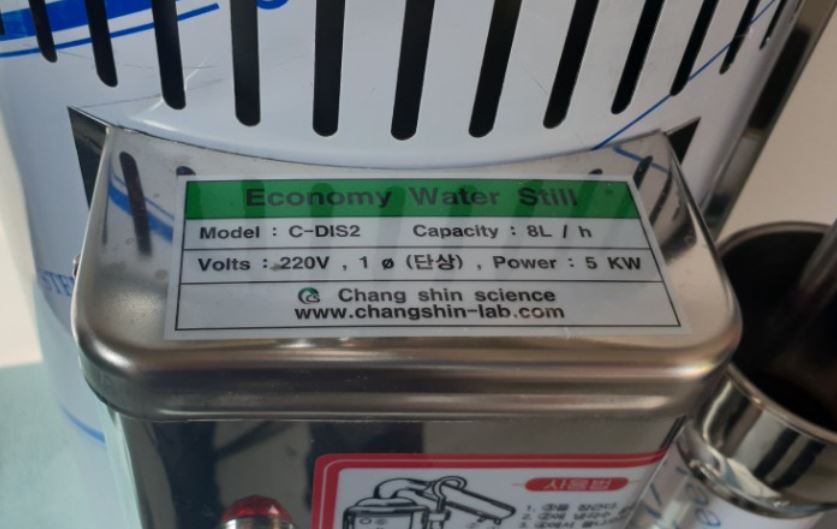 Economy Water Still
Model : C-DIS2 Capacity : 8L / h
Volts : 220V , 1 ø (단상) , Power : 5 KW
Chang shin science
www.changshin-lab.com
사용법